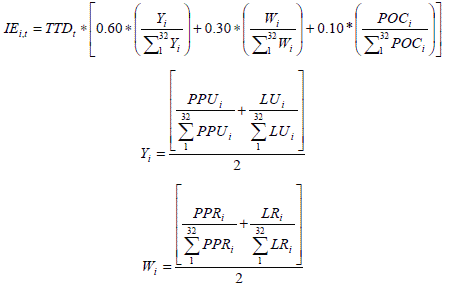 IE_{i,t} = TTD_t * [0.60 * (Y_i / ∑_1^{32} Y_i) + 0.30 * (W_i / ∑_1^{32} W_i) + 0.10 * (POC_i / ∑_1^{32} POC_i)]
Y_i = [PPU_i / ∑_1^{32} PPU_i + LU_i / ∑_1^{32} LU_i] / 2
W_i = [PPR_i / ∑_1^{32} PPR_i + LR_i / ∑_1^{32} LR_i] / 2